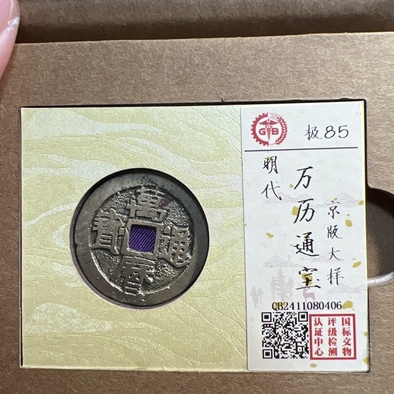 萬曆通寶
GB
极85
明代
万历通宝
京版大样
GB2411080406
国标文物
评级检测
认证中心